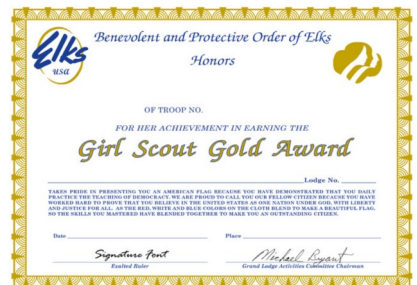 Elks
USA
Benevolent and Protective Order of Elks
Honors
OF TROOP NO.
FOR HER ACHIEVEMENT IN EARNING THE
Girl Scout Gold Award
Lodge No.
TAKES PRIDE IN PRESENTING YOU AN AMERICAN FLAG BECAUSE YOU HAVE DEMONSTRATED THAT YOU DAILY
PRACTICE THE TEACHING OF DEMOCRACY. WE ARE PROUD TO CALL YOU OUR FELLOW CITIZEN BECAUSE YOU HAVE
WORKED HARD TO PROVE THAT YOU BELIEVE IN THE UNITED STATES AS ONE NATION UNDER GOD, WITH LIBERTY
AND JUSTICE FOR ALL. AS THE RED, WHITE AND BLUE COLORS ON THE CLOTH BLEND TO MAKE A BEAUTIFUL FLAG,
SO THE SKILLS YOU MASTERED HAVE BLENDED TOGETHER TO MAKE YOU AN OUTSTANDING CITIZEN.
Date Place
Signature Font Michael Bryant
Exalted Ruler Grand Lodge Activities Committee Chairman